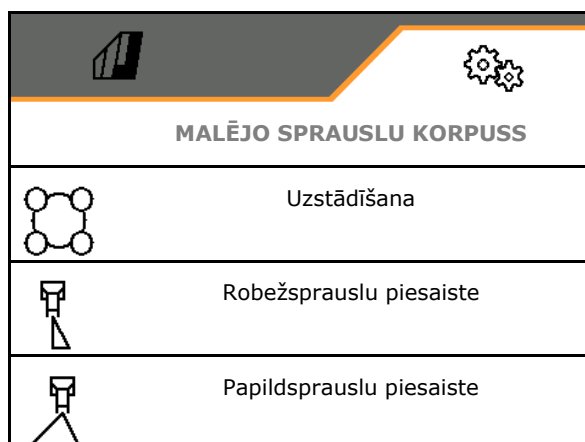 MALĒJO SPRAUSLU KORPUSS
Uzstādīšana
Robežsprauslu piesaiste
Papildsprauslu piesaiste